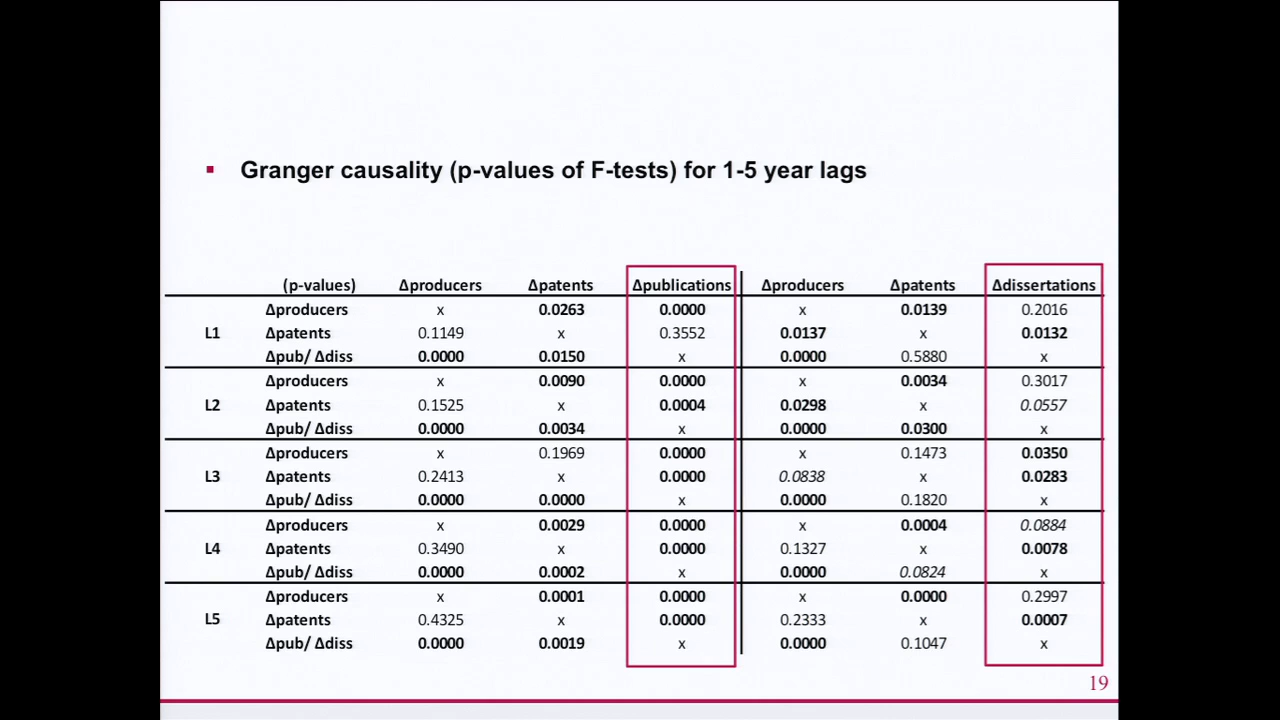 ▪ Granger causality (p-values of F-tests) for 1-5 year lags
(p-values) Δproducers Δpatents Δpublications Δproducers Δpatents Δdissertations
Δproducers x 0.0263 0.0000 x 0.0139 0.2016
L1 Δpatents 0.1149 x 0.3552 0.0137 x 0.0132
Δpub/ Δdiss 0.0000 0.0150 x 0.0000 0.5880 x
Δproducers x 0.0090 0.0000 x 0.0034 0.3017
L2 Δpatents 0.1525 x 0.0004 0.0298 x 0.0557
Δpub/ Δdiss 0.0000 0.0034 x 0.0000 0.0300 x
Δproducers x 0.1969 0.0000 x 0.1473 0.0350
L3 Δpatents 0.2413 x 0.0000 0.0838 x 0.0283
Δpub/ Δdiss 0.0000 0.0000 x 0.0000 0.1820 x
Δproducers x 0.0029 0.0000 x 0.0004 0.0884
L4 Δpatents 0.3490 x 0.0000 0.1327 x 0.0078
Δpub/ Δdiss 0.0000 0.0002 x 0.0000 0.0824 x
Δproducers x 0.0001 0.0000 x 0.0000 0.2997
L5 Δpatents 0.4325 x 0.0000 0.2333 x 0.0007
Δpub/ Δdiss 0.0000 0.0019 x 0.0000 0.1047 x
19